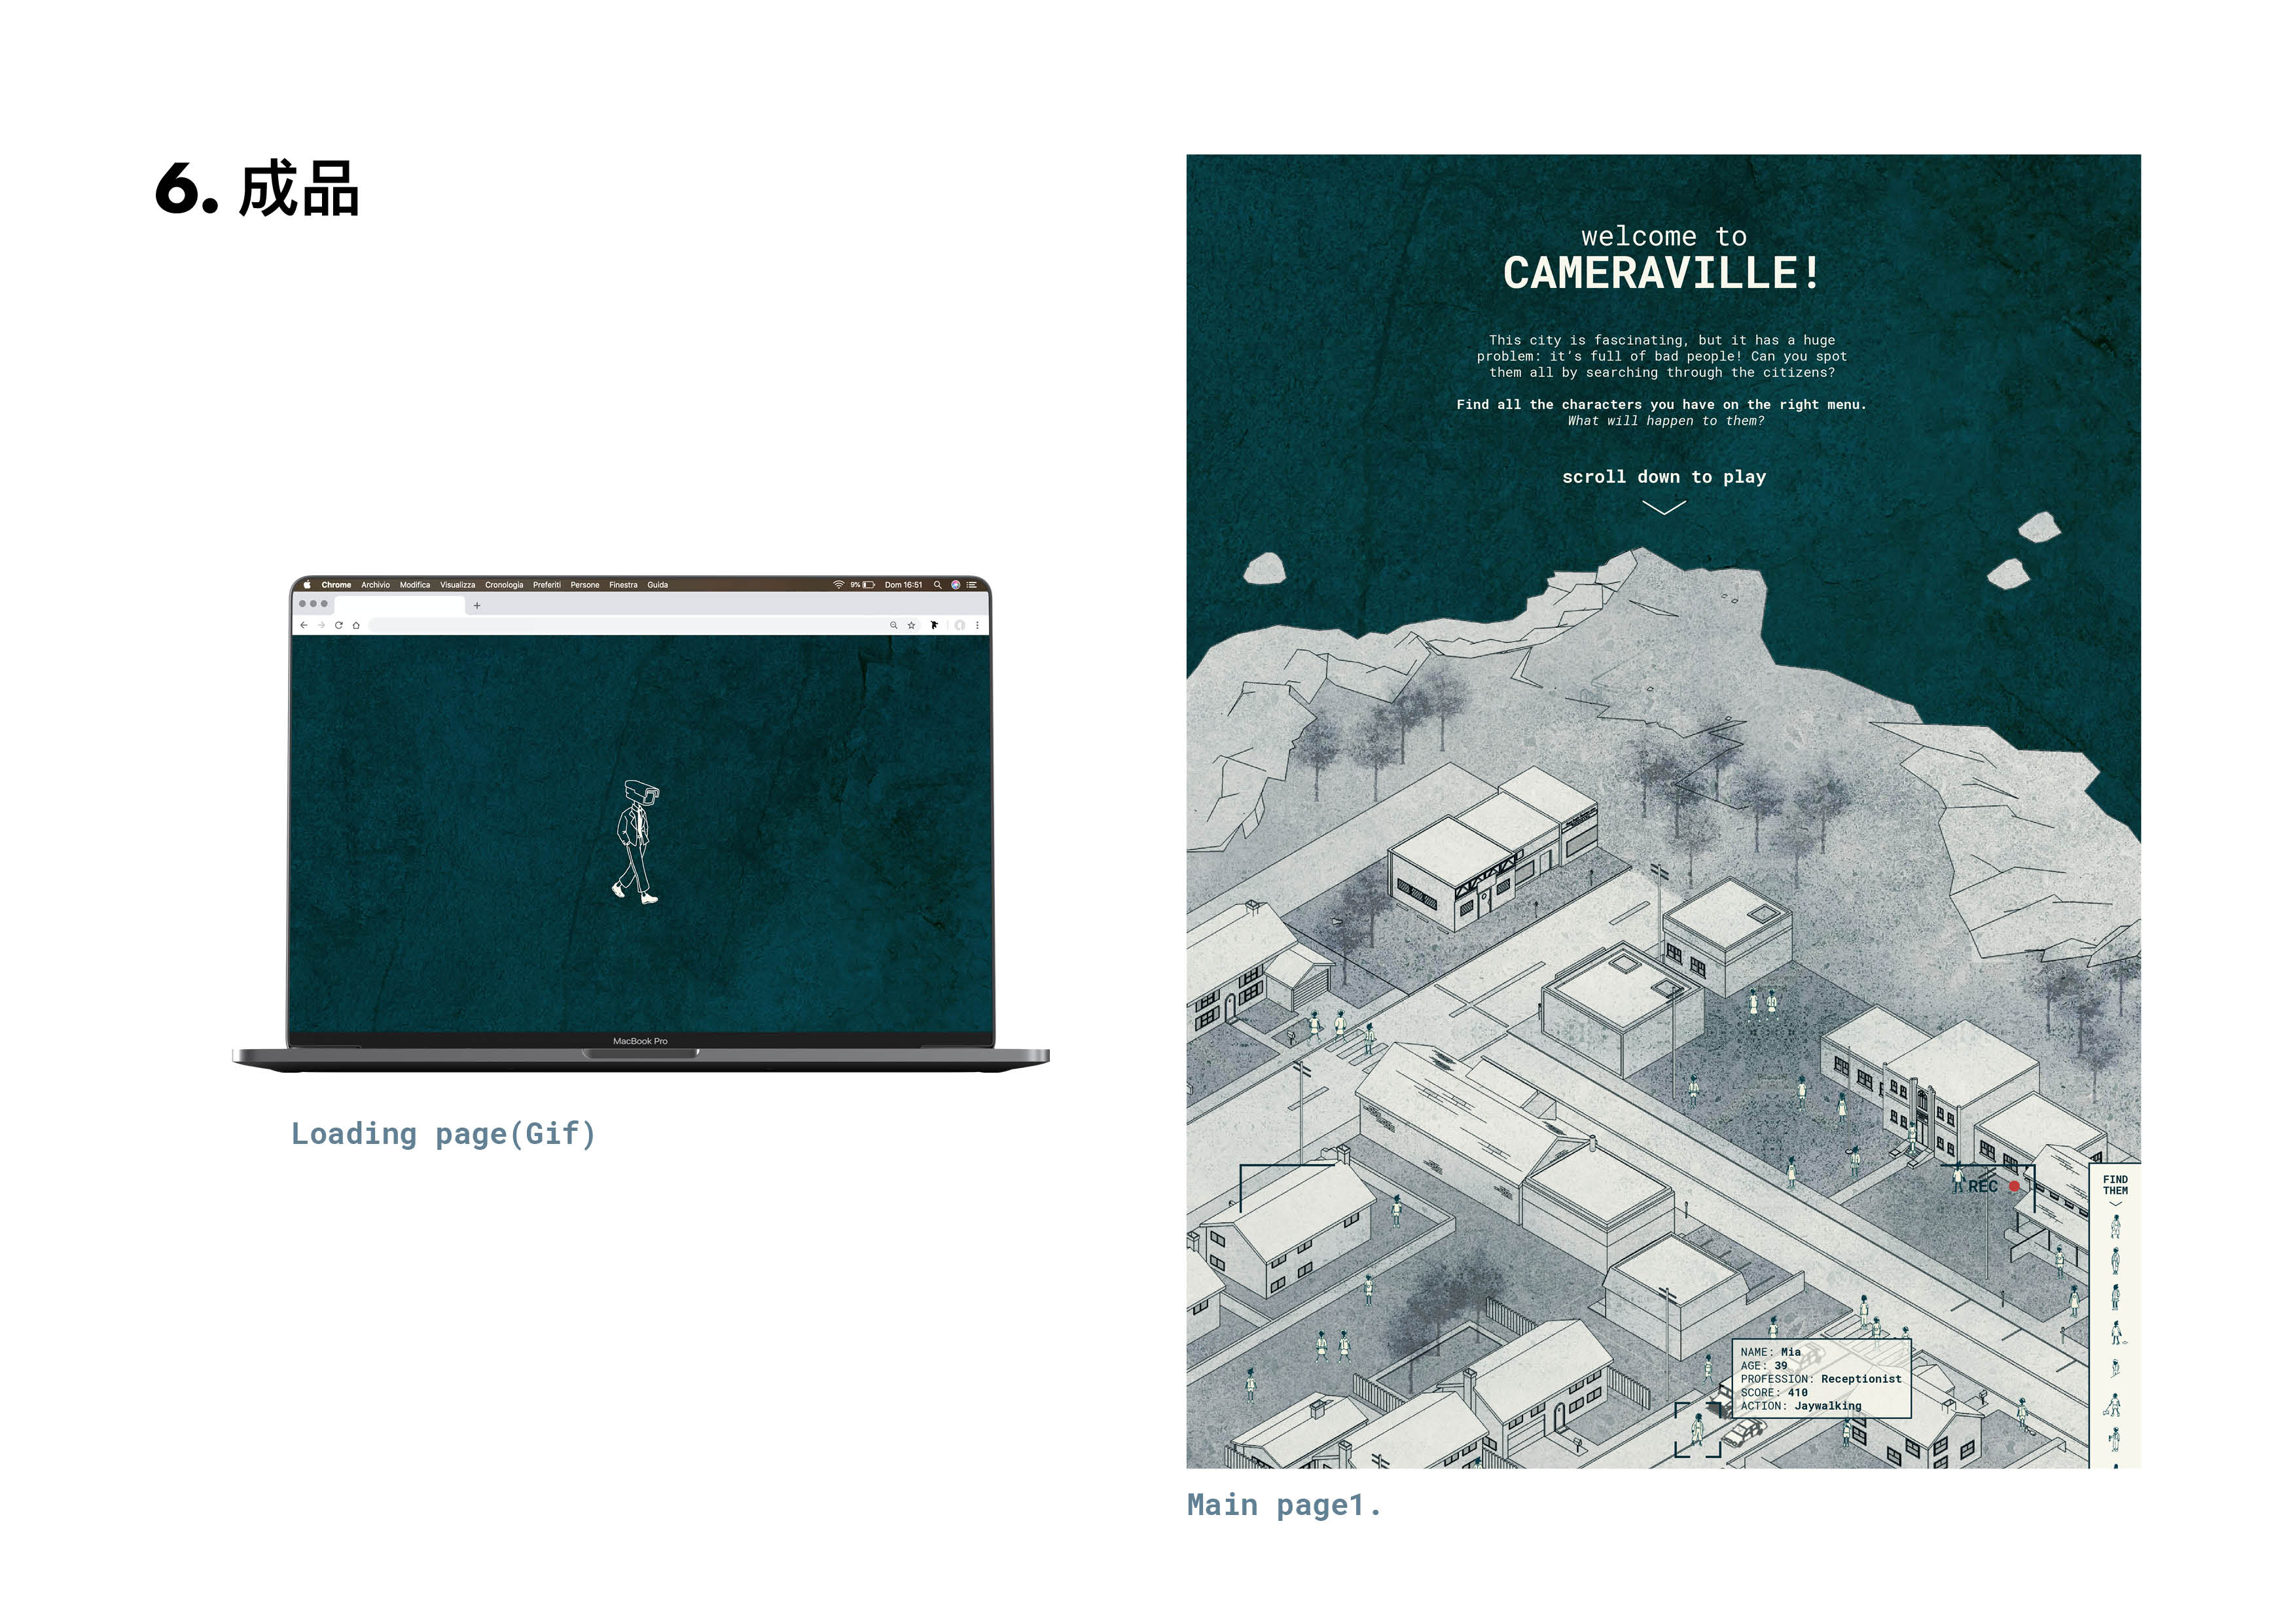 6. 成品
Chrome Archivio Modifica Visualizza Cronologia Preferiti Persone Finestra Guida 9% Dom 16:51
MacBook Pro
Loading page(Gif)
welcome to
CAMERAVILLE!
This city is fascinating, but it has a huge
problem: it's full of bad people! Can you spot
them all by searching through the citizens?
Find all the characters you have on the right menu.
What will happen to them?
scroll down to play
REC
FIND
THEM
NAME: Mia
AGE: 39
PROFESSION: Receptionist
SCORE: 410
ACTION: Jaywalking
Main page1.